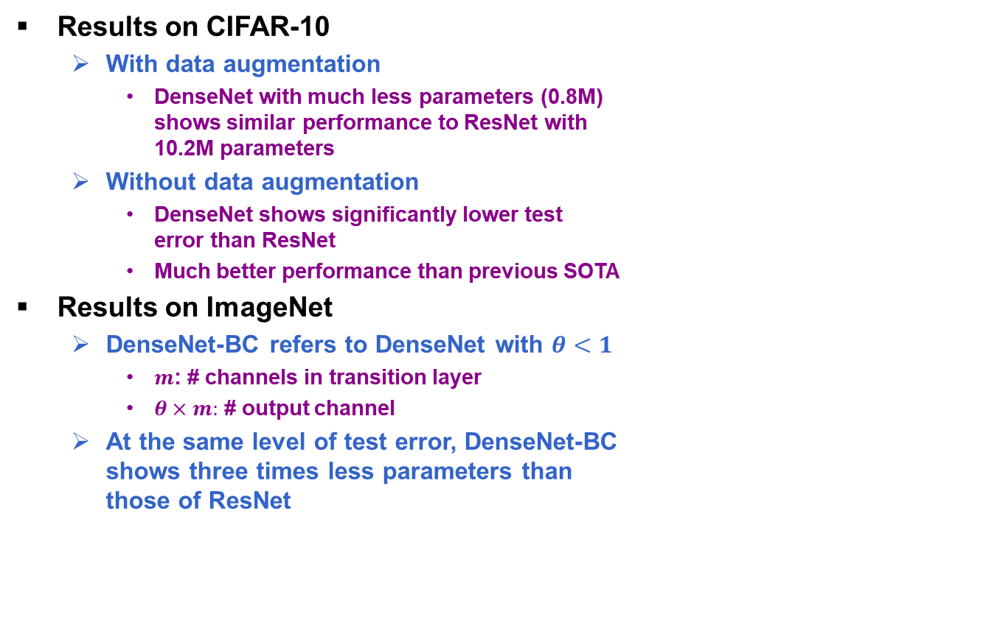 ▪ Results on CIFAR-10
➢ With data augmentation
• DenseNet with much less parameters (0.8M)
shows similar performance to ResNet with
10.2M parameters
➢ Without data augmentation
• DenseNet shows significantly lower test
error than ResNet
• Much better performance than previous SOTA
▪ Results on ImageNet
➢ DenseNet-BC refers to DenseNet with 𝜽 < 𝟏
• 𝒎: # channels in transition layer
• 𝜽 × 𝒎: # output channel
➢ At the same level of test error, DenseNet-BC
shows three times less parameters than
those of ResNet